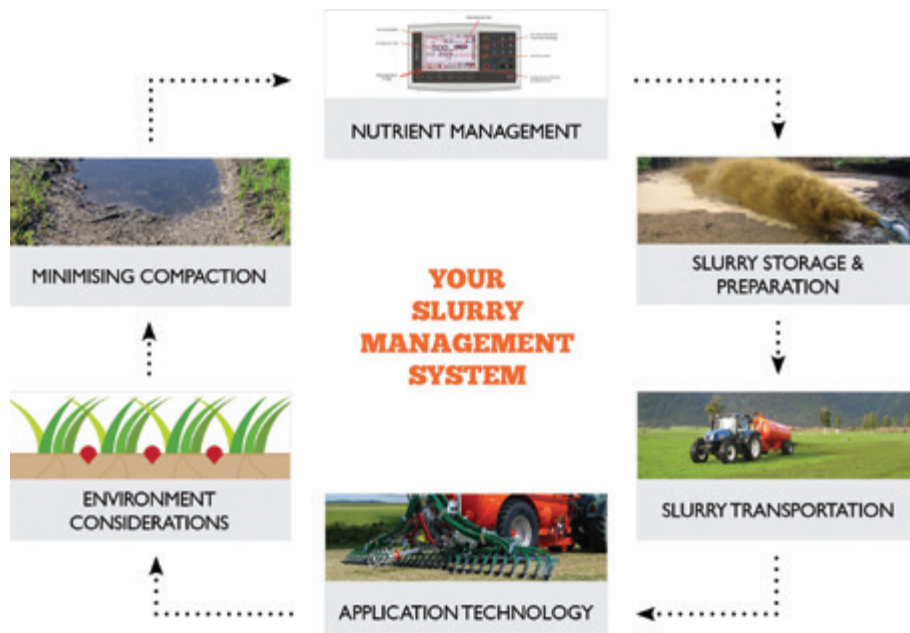 NUTRIENT MANAGEMENT
MINIMISING COMPACTION
SLURRY STORAGE &
PREPARATION
YOUR
SLURRY
MANAGEMENT
SYSTEM
ENVIRONMENT
CONSIDERATIONS
SLURRY TRANSPORTATION
APPLICATION TECHNOLOGY